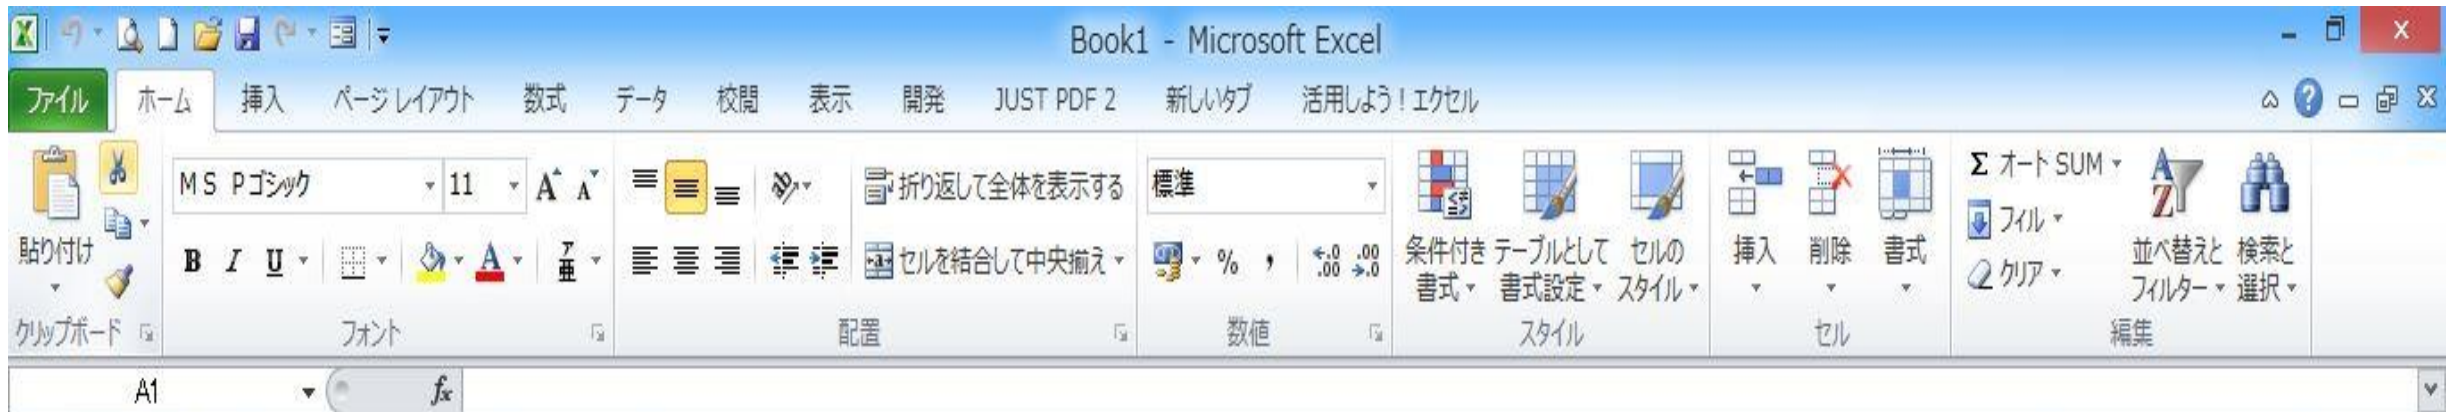 Book1 - Microsoft Excel
ファイル ホーム 挿入 ページ レイアウト 数式 データ 校閲 表示 開発 JUST PDF 2 新しいタブ 活用しよう！エクセル
貼り付け
クリップボード
ＭＳ Ｐゴシック 11
B I U ア亜
フォント
折り返して全体を表示する
セルを結合して中央揃え
配置
標準
% , .0 .00 .00 .0
数値
条件付き書式 テーブルとして書式設定 セルのスタイル
スタイル
挿入 削除 書式
セル
Σ オート SUM
フィル
クリア
並べ替えとフィルター 検索と選択
編集
A1 fx